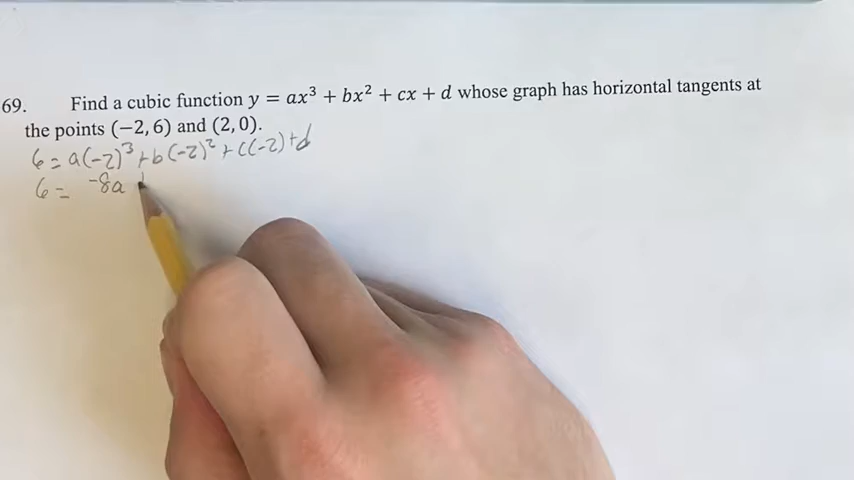 69. Find a cubic function y = ax³ + bx² + cx + d whose graph has horizontal tangents at
the points (−2, 6) and (2, 0).
6 = a(-2)³ + b(-2)² + c(-2) + d
6 = -8a